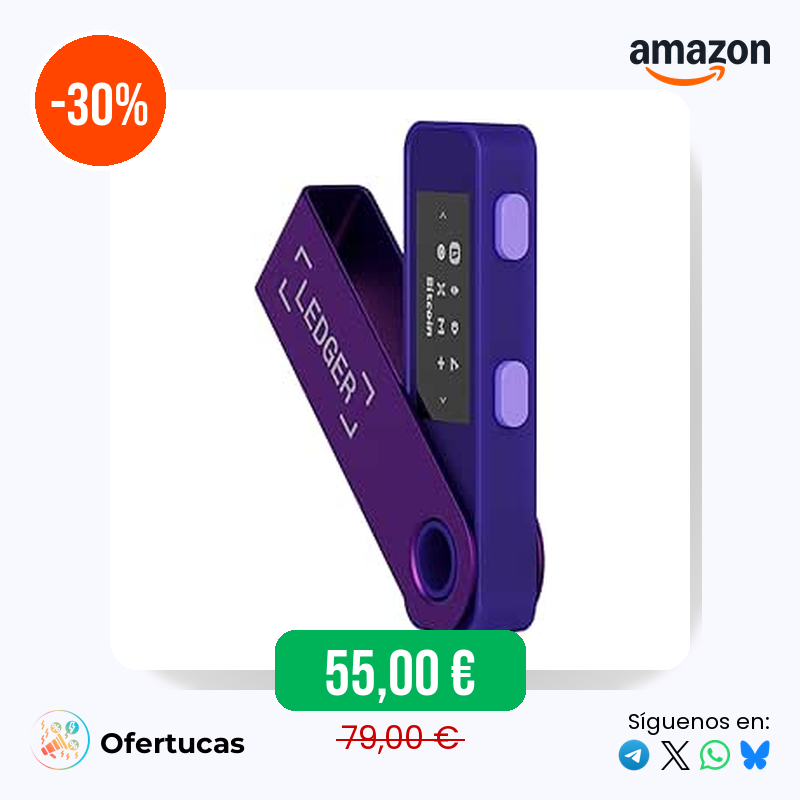 -30%
amazon
LEDGER
Bitcoin
55,00 €
79,00 €
Ofertucas
Síguenos en: